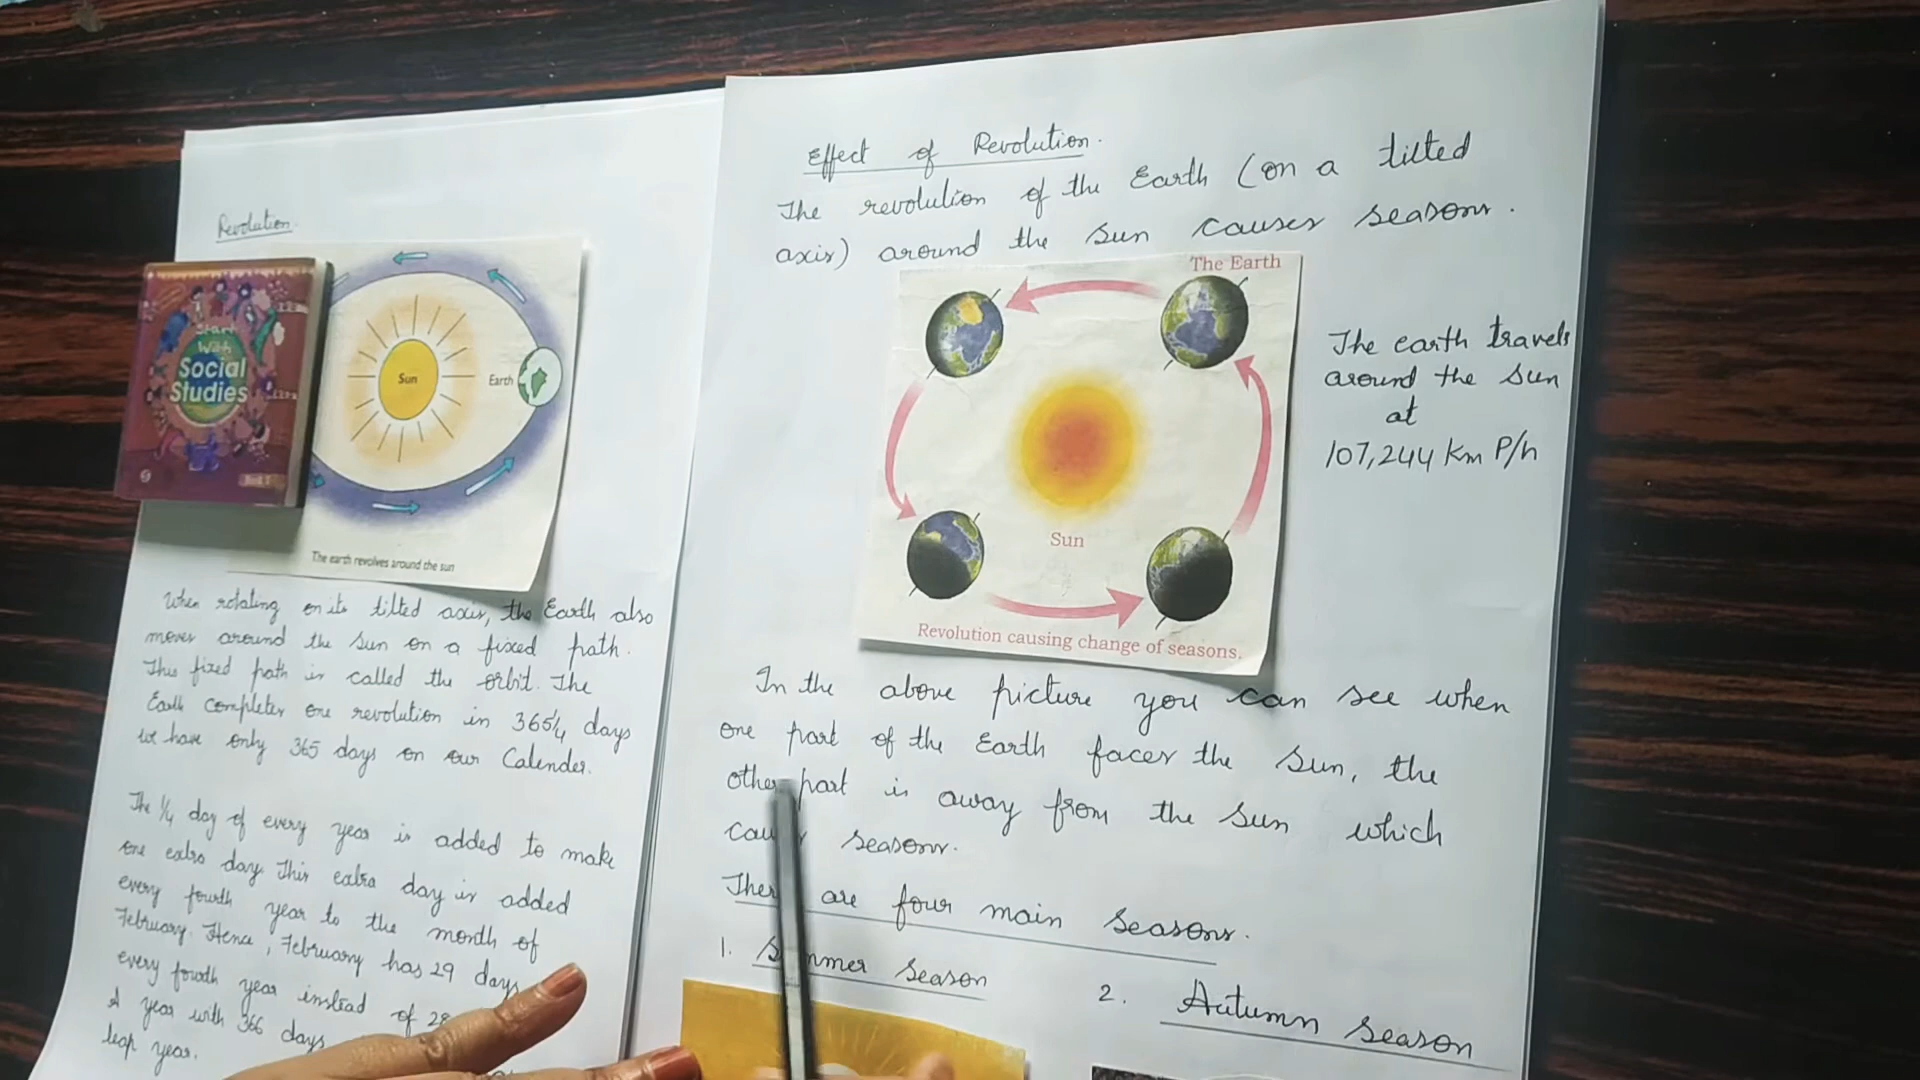 Revolution.
Start
With
Social
Studies
Sun
Earth
The earth revolves around the sun
When rotating on its tilted axis, the Earth also
moves around the Sun on a fixed path.
This fixed path is called the orbit. The
Earth completes one revolution in 365 1/4 days
we have only 365 days on our Calender.
The 1/4 day of every year is added to make
one extra day. This extra day is added
every fourth year to the month of
February. Hence, February has 29 days
every fourth year instead of 28
A year with 366 days
leap year.
Effect of Revolution.
The revolution of the Earth (on a tilted
axis) around the Sun causes seasons.
The Earth
Sun
Revolution causing change of seasons.
The earth travels
around the Sun
at
107,244 Km P/h
In the above picture you can see when
one part of the Earth faces the Sun, the
other part is away from the Sun which
seasons.
There are four main Seasons.
1. Summer Season
2. Autumn Season